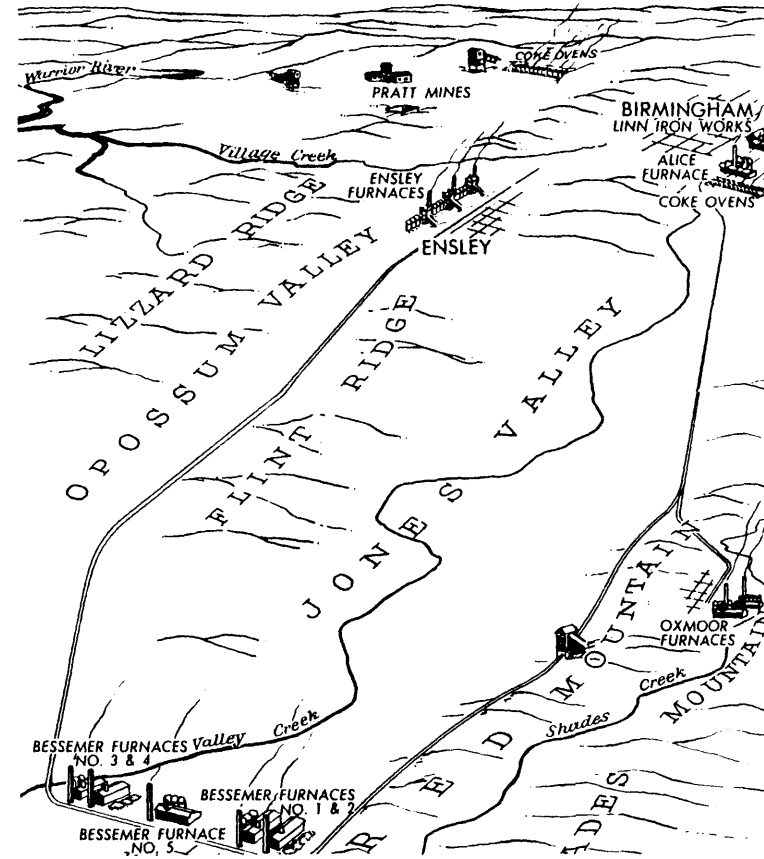 COKE OVENS
Warrior River
PRATT MINES
BIRMINGHAM
LINN IRON WORKS
Village Creek
ALICE
FURNACE
ENSLEY
FURNACES
COKE OVENS
ENSLEY
LIZZARD RIDGE
OPOSSUM VALLEY
FLINT RIDGE
JONES VALLEY
RED MOUNTAIN
OXMOOR
FURNACES
1
Shades Creek
MOUNTAIN
ADES
Valley Creek
BESSEMER FURNACES
NO. 3 & 4
BESSEMER FURNACES
NO. 1 & 2
BESSEMER FURNACE
NO. 5